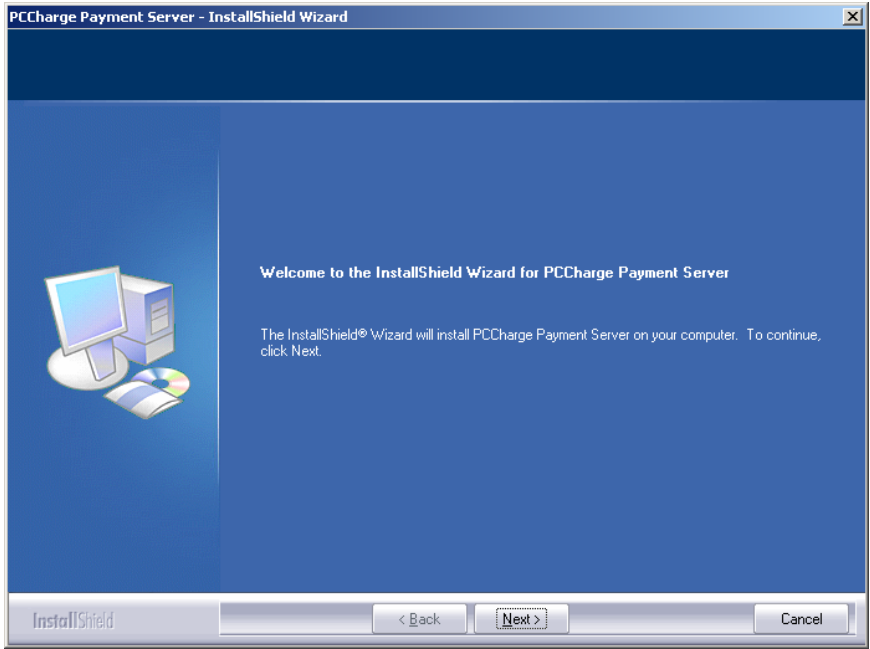 PCCharge Payment Server - InstallShield Wizard
Welcome to the InstallShield Wizard for PCCharge Payment Server
The InstallShield® Wizard will install PCCharge Payment Server on your computer.  To continue,
click Next.
InstallShield
< Back
Next >
Cancel